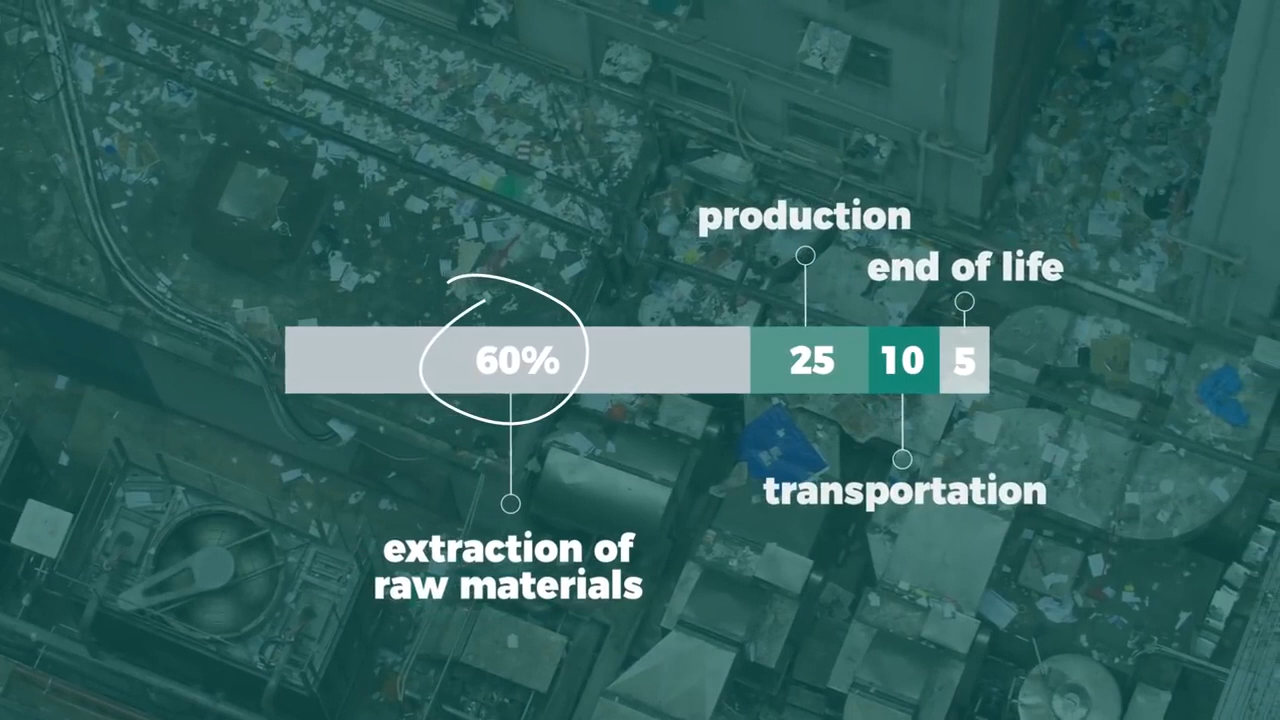 production
end of life
60%
25
10
5
transportation
extraction of
raw materials